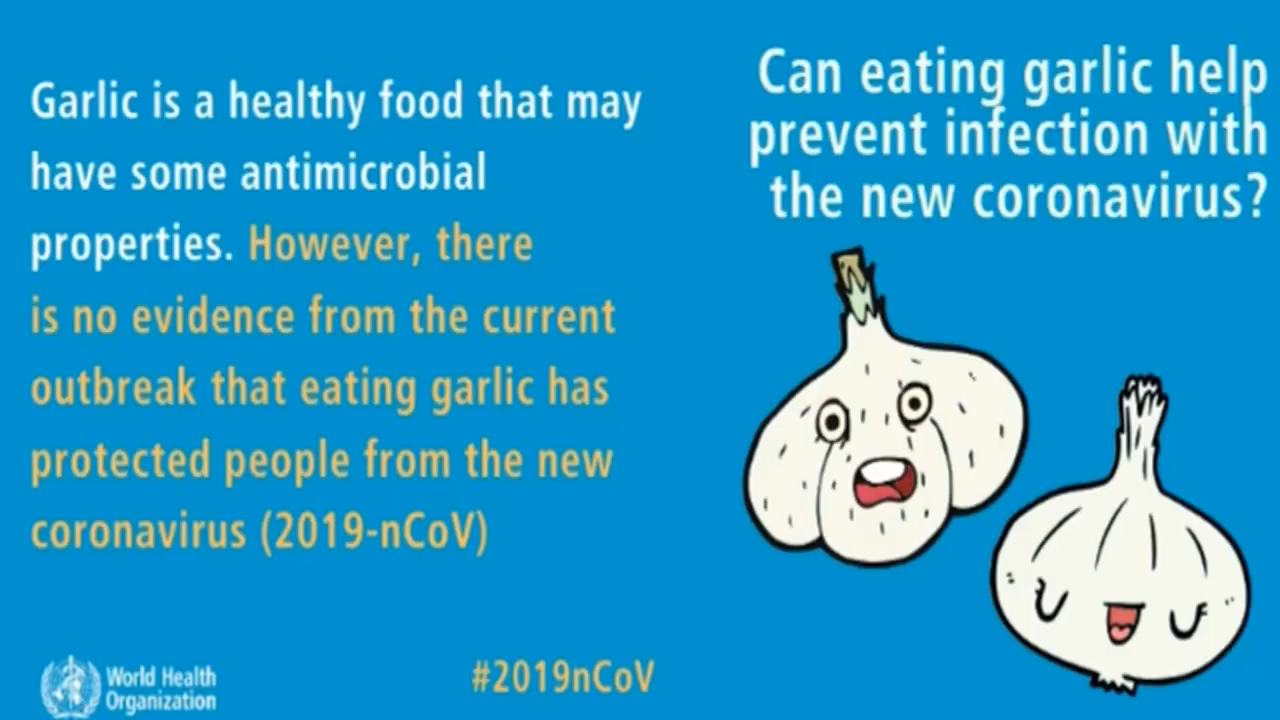 Can eating garlic help
prevent infection with
the new coronavirus?
Garlic is a healthy food that may
have some antimicrobial
properties. However, there
is no evidence from the current
outbreak that eating garlic has
protected people from the new
coronavirus (2019-nCoV)
World Health
Organization
#2019nCoV